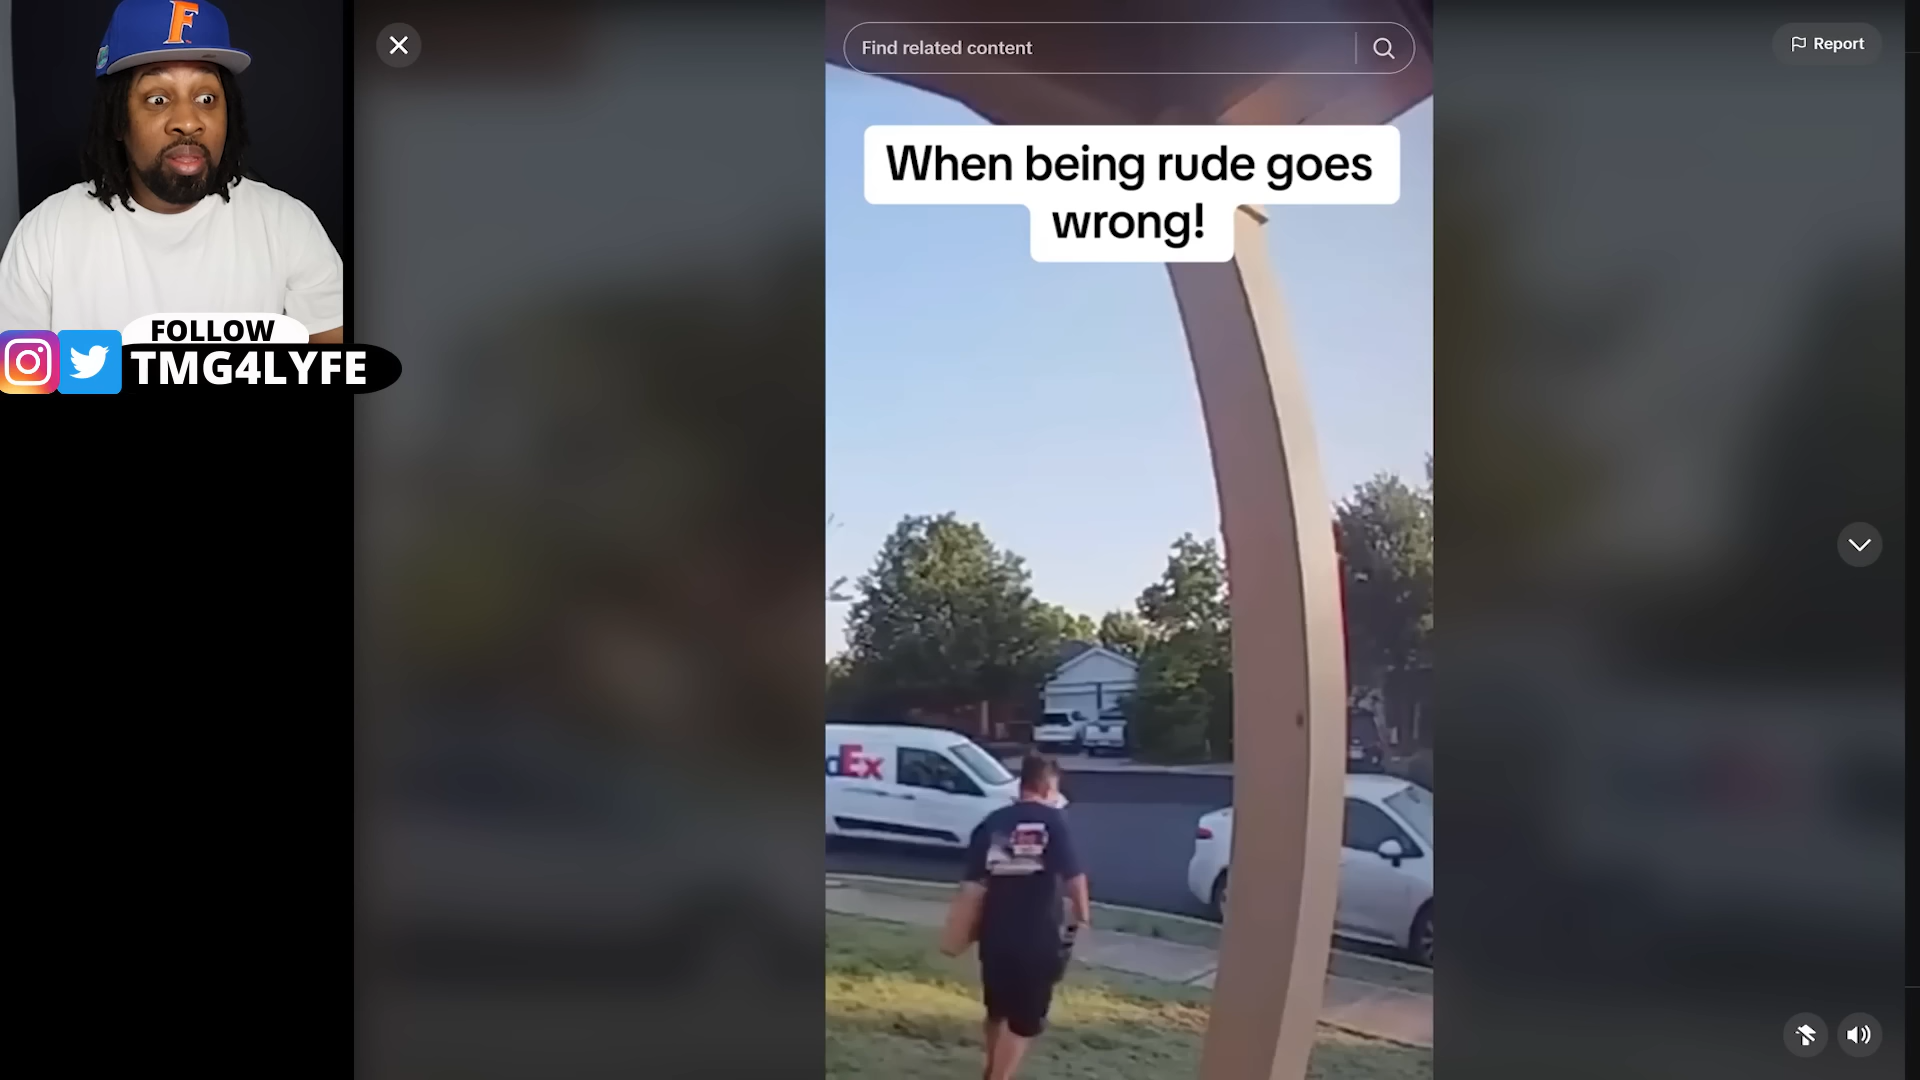 F
FOLLOW
TMG4LYFE
Find related content
Report
When being rude goes
wrong!
dEx